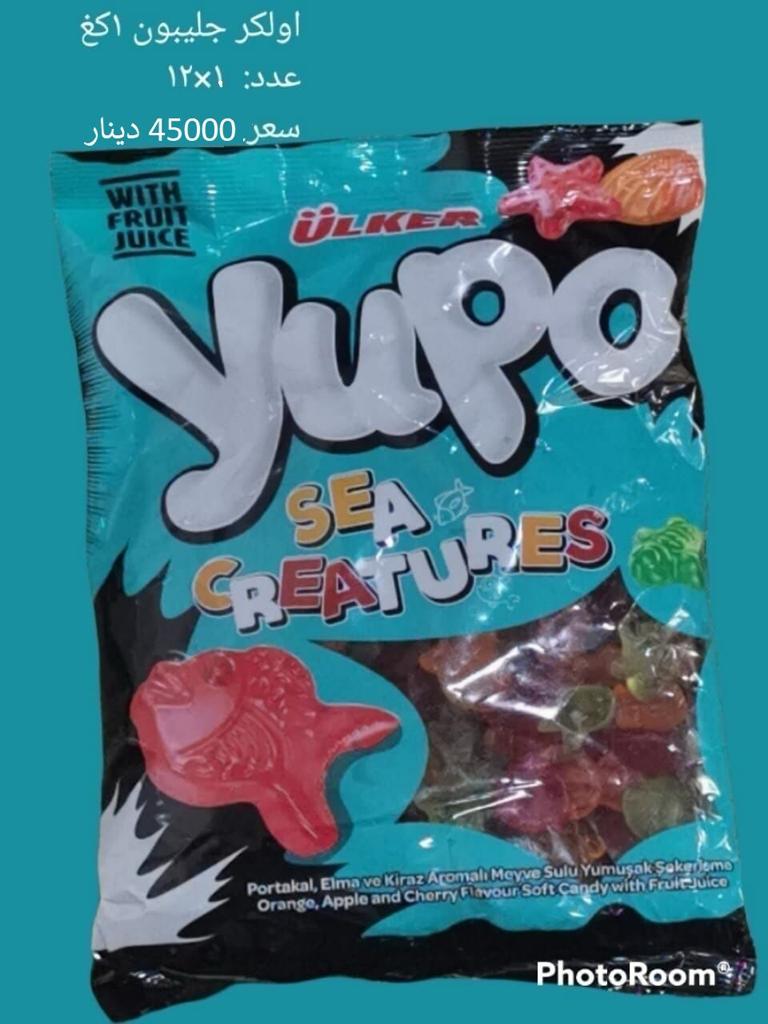 اولكر جليبون ١كغ
عدد: ١×١٢
سعر 45000 دينار
WITH
FRUIT
JUICE
ÜLKER
yupo
SEA
CREATURES
Portakal, Elma ve Kiraz Aromalı Meyve Sulu Yumuşak Şekerleme
Orange, Apple and Cherry Flavour Soft Candy with Fruit Juice
PhotoRoom®